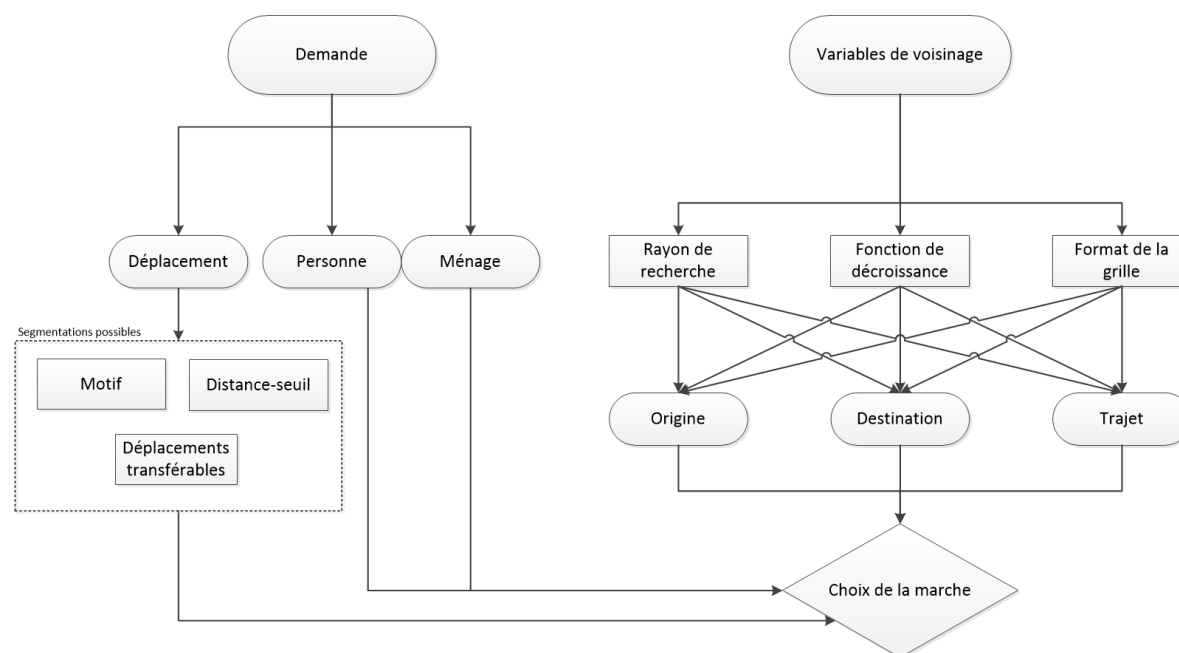 Demande
Variables de voisinage
Déplacement
Personne
Ménage
Rayon de
recherche
Fonction de
décroissance
Format de la
grille
Segmentations possibles
Motif
Distance-seuil
Déplacements
transférables
Origine
Destination
Trajet
Choix de la marche